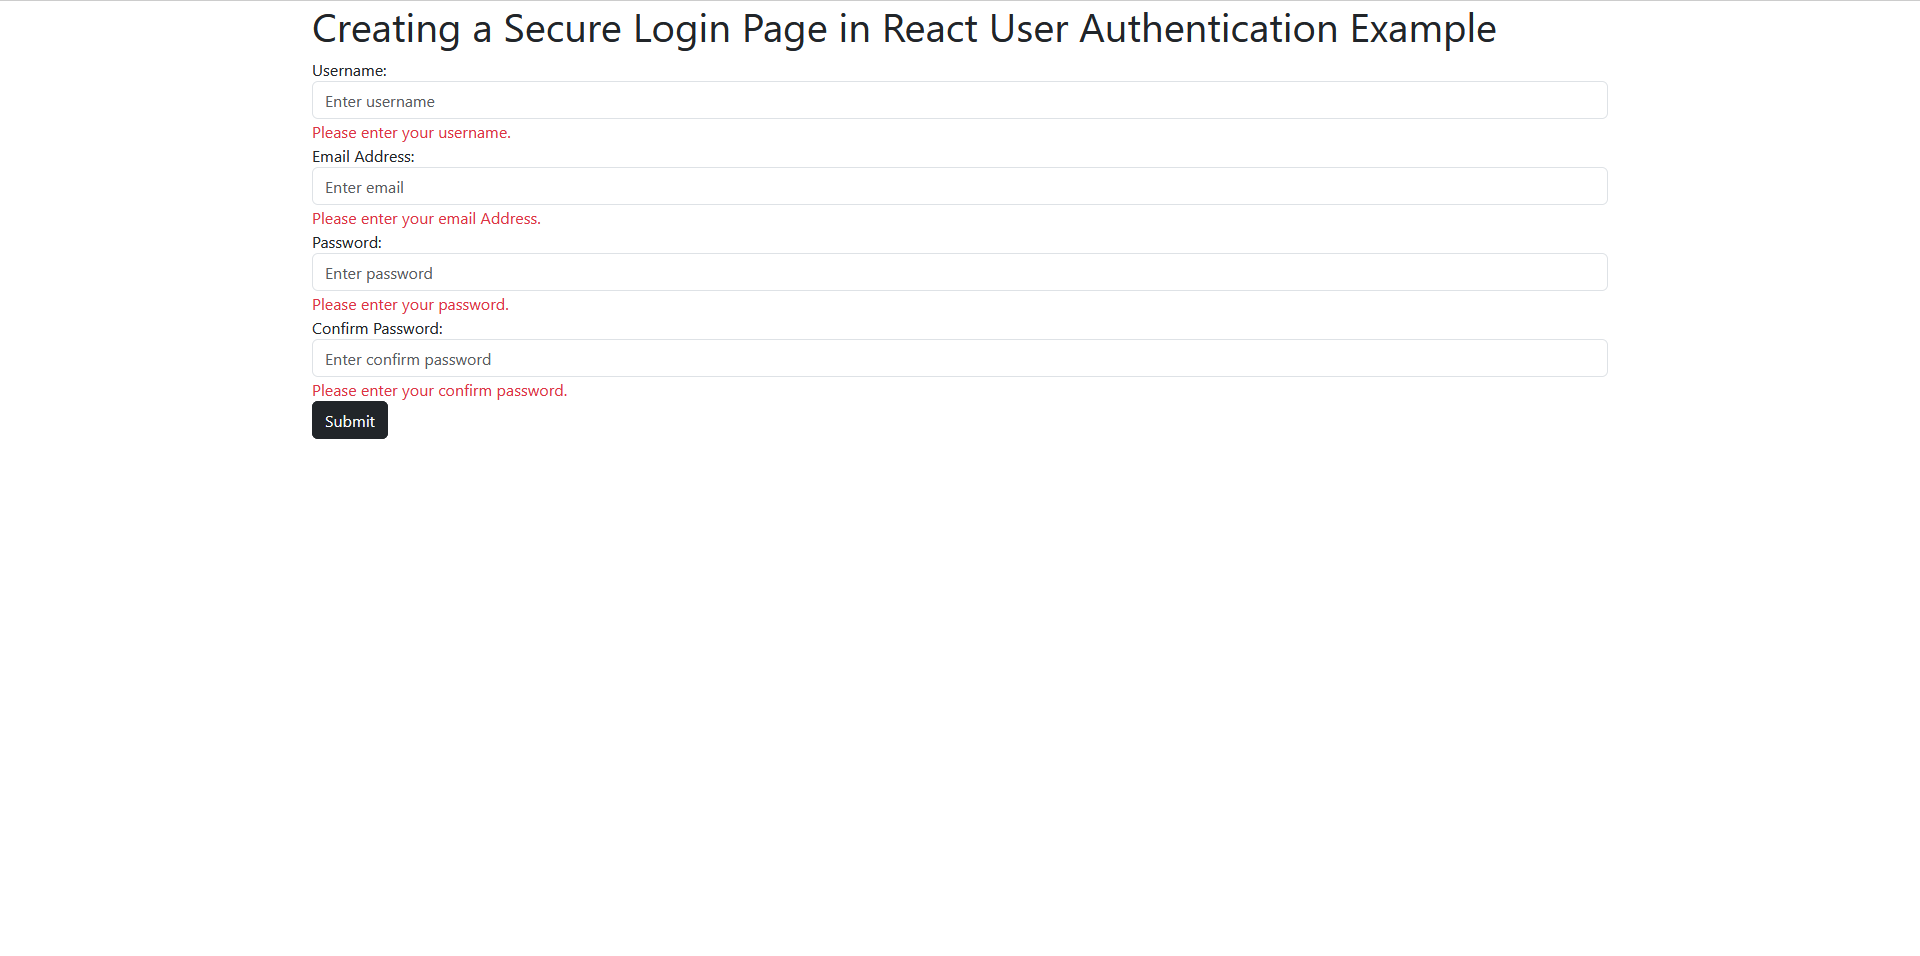 Creating a Secure Login Page in React User Authentication Example
Username:
Enter username
Please enter your username.
Email Address:
Enter email
Please enter your email Address.
Password:
Enter password
Please enter your password.
Confirm Password:
Enter confirm password
Please enter your confirm password.
Submit